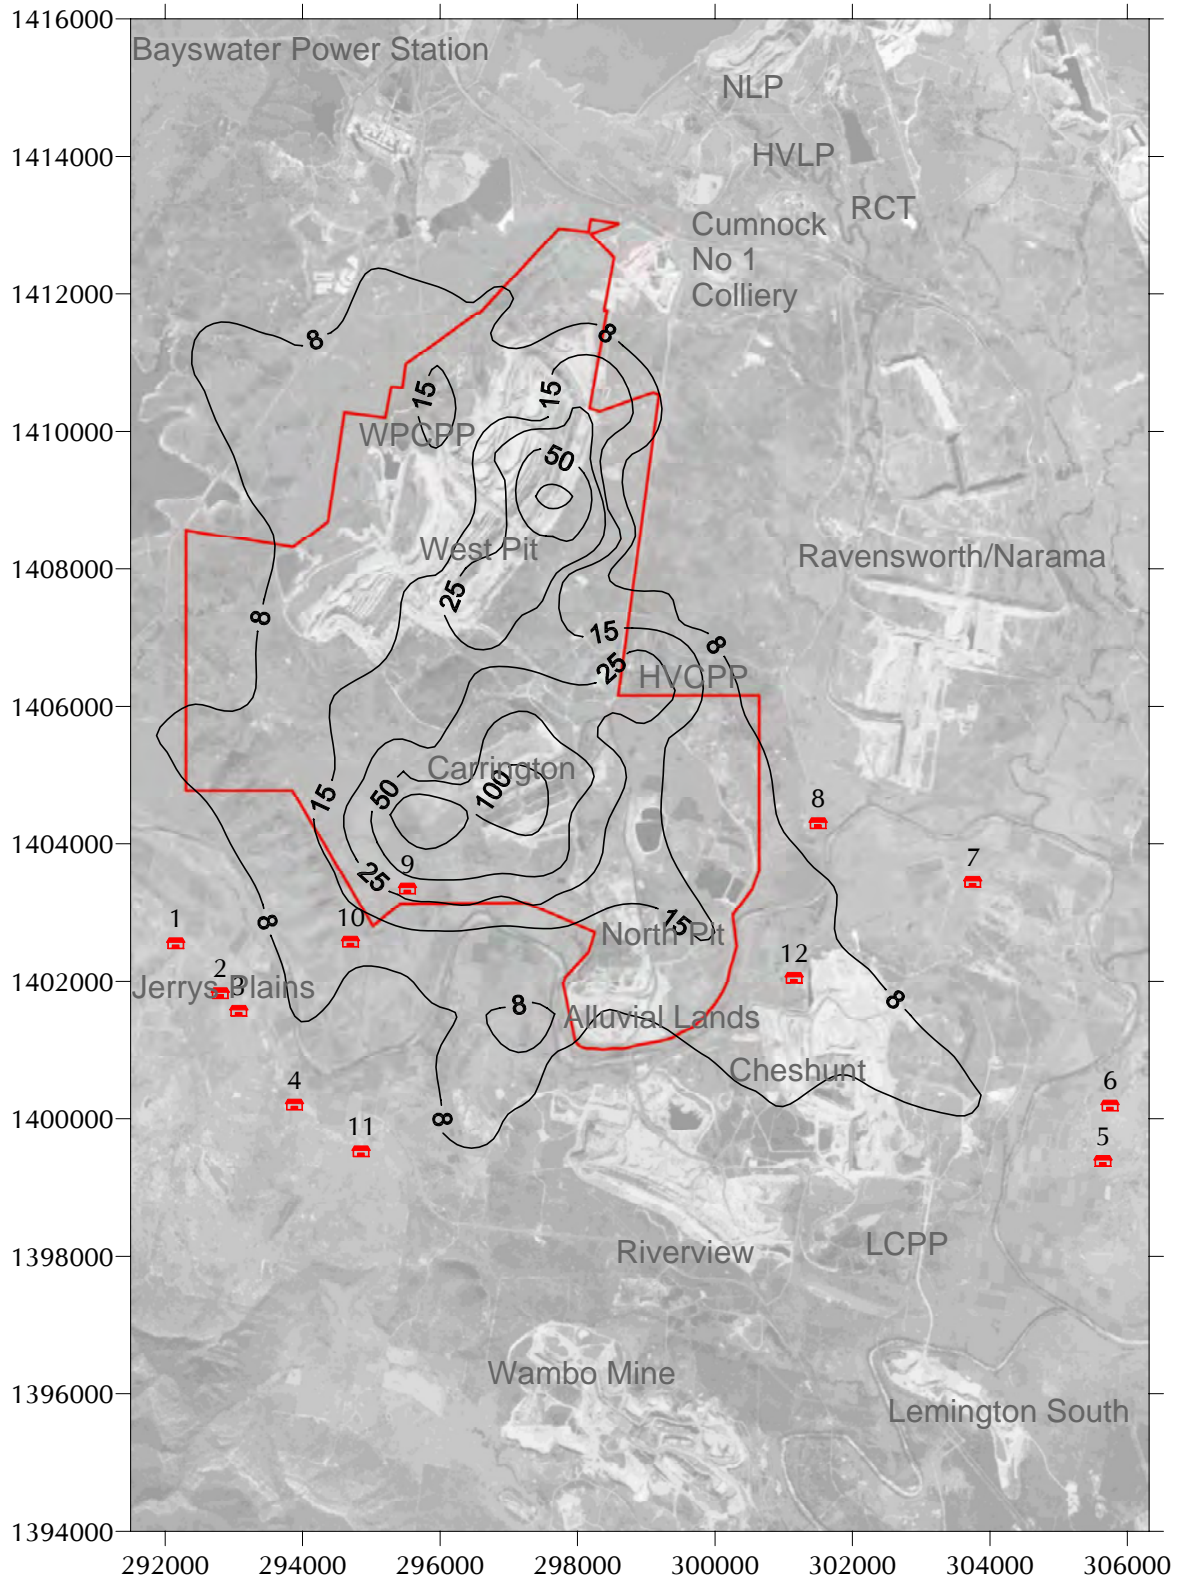 1416000
Bayswater Power Station
NLP
1414000
HVLP
RCT
Cumnock
No 1
Colliery
1412000
8
8
15
15
1410000
WPCPP
50
West Pit
1408000
Ravensworth/Narama
25
8
15
8
25
HVCPP
1406000
Carrington
15
50
100
8
1404000
9
7
25
8
10
15
1
North Pit
12
1402000
2
3
Jerrys Plains
8
8
Alluvial Lands
Cheshunt
4
8
6
1400000
11
5
Riverview
LCPP
1398000
Wambo Mine
1396000
Lemington South
1394000
292000
294000
296000
298000
300000
302000
304000
306000